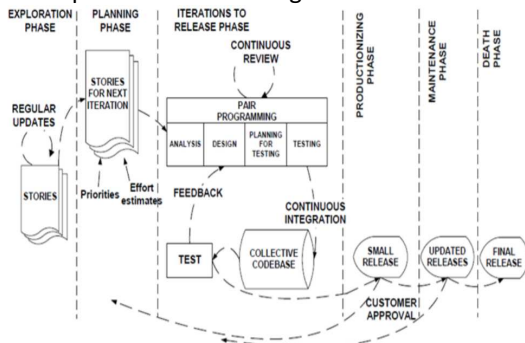 EXPLORATION
PHASE
PLANNING
PHASE
ITERATIONS TO
RELEASE PHASE
PRODUCTIONIZING
PHASE
MAINTENANCE
PHASE
DEATH
PHASE
CONTINUOUS
REVIEW
STORIES
FOR NEXT
ITERATION
REGULAR
UPDATES
PAIR
PROGRAMMING
ANALYSIS
DESIGN
PLANNING
FOR
TESTING
TESTING
STORIES
Priorities
Effort
estimates
FEEDBACK
CONTINUOUS
INTEGRATION
TEST
COLLECTIVE
CODEBASE
SMALL
RELEASE
UPDATED
RELEASES
FINAL
RELEASE
CUSTOMER
APPROVAL